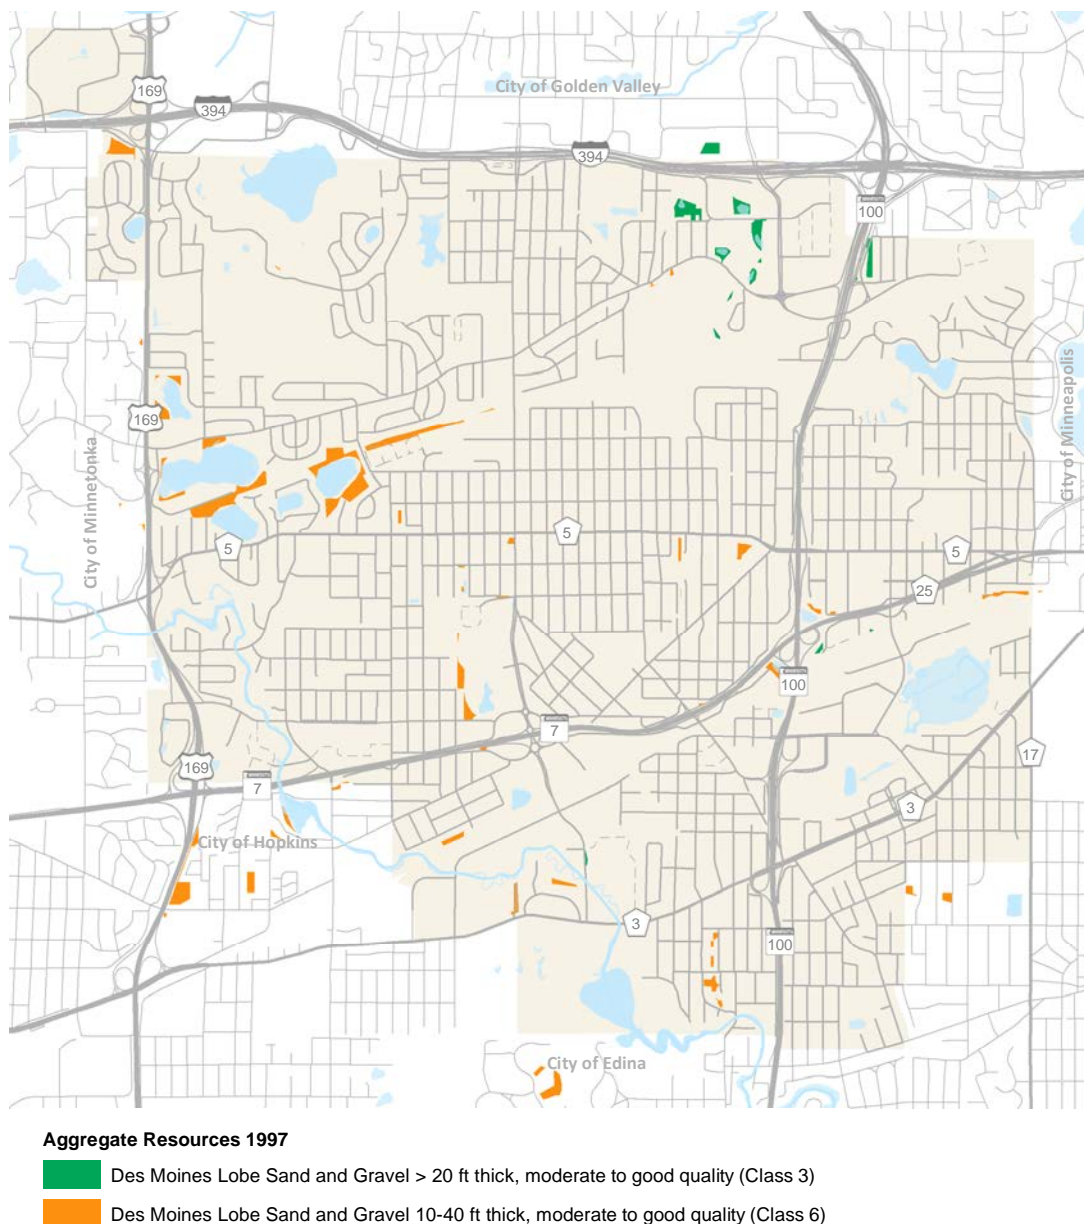 City of Golden Valley
169
394
394
100
City of Minneapolis
169
City of Minnetonka
5
5
5
25
100
7
17
169
7
3
City of Hopkins
3
100
City of Edina
Aggregate Resources 1997
Des Moines Lobe Sand and Gravel > 20 ft thick, moderate to good quality (Class 3)
Des Moines Lobe Sand and Gravel 10-40 ft thick, moderate to good quality (Class 6)